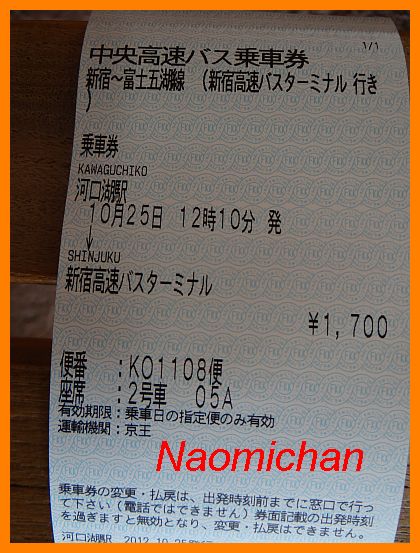 1/1
中央高速バス乗車券
新宿～富士五湖線 (新宿高速バスターミナル 行き
)
乗車券
KAWAGUCHIKO
河口湖駅
10月25日 12時10分 発
↓
SHINJUKU
新宿高速バスターミナル
¥1,700
便番 :KO1108便
座席 :2号車 05A
有効期限:乗車日の指定便のみ有効
運輸機関:京王
Naomichan
乗車券の変更・払戻は、出発時刻前までに窓口で行っ
て下さい(電話ではできません)券面記載の出発時刻
を過ぎますと無効となり、変更・払戻はできません。
河口湖駅 2012.10.25発行